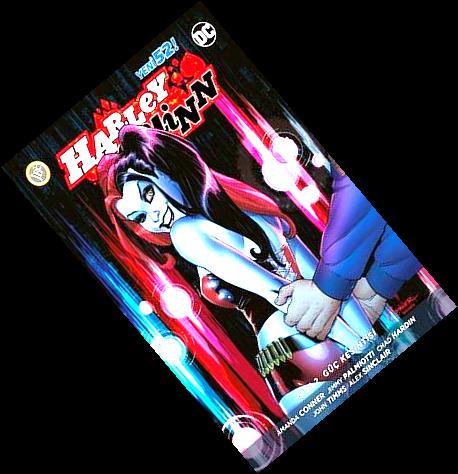 YENİ 52!
DC
HARLEY
QUINN
2 GÜÇ KESİNTİSİ
AMANDA CONNER JIMMY PALMIOTTI CHAD HARDIN
JOHN TIMMS ALEX SINCLAIR